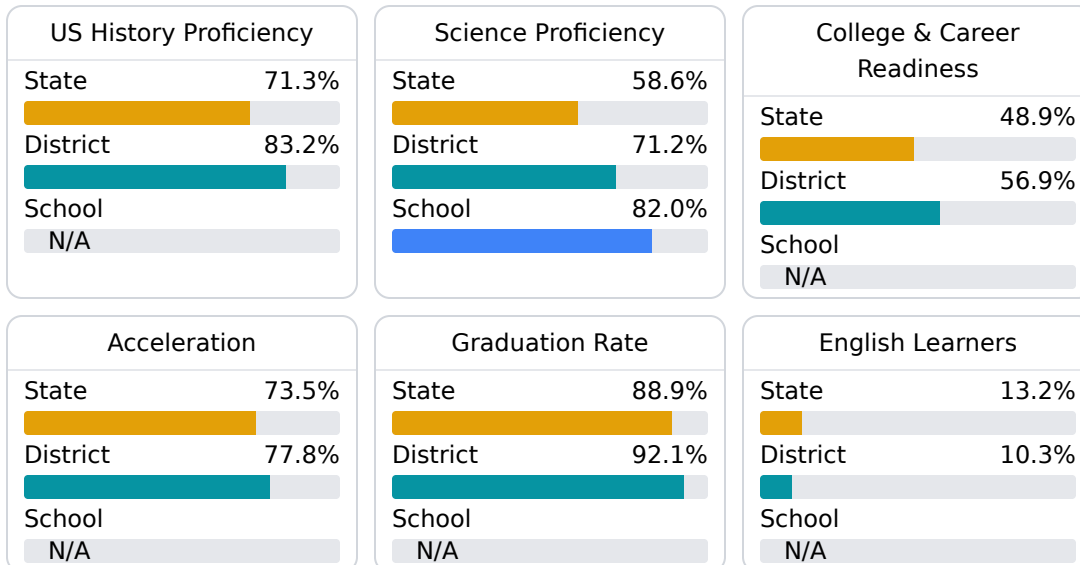 US History Proficiency
State 71.3%
District 83.2%
School
N/A
Science Proficiency
State 58.6%
District 71.2%
School 82.0%
College & Career
Readiness
State 48.9%
District 56.9%
School
N/A
Acceleration
State 73.5%
District 77.8%
School
N/A
Graduation Rate
State 88.9%
District 92.1%
School
N/A
English Learners
State 13.2%
District 10.3%
School
N/A